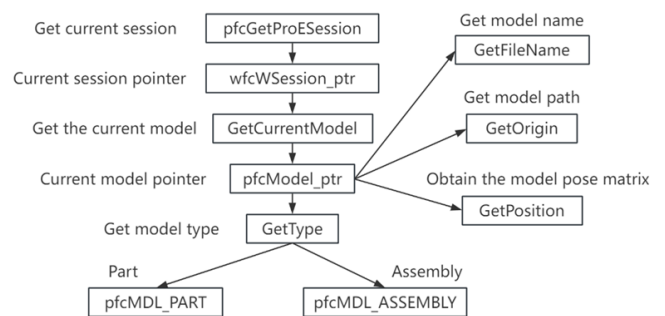 Get current session
pfcGetProESession
Get model name
GetFileName
Current session pointer
wfcWSession_ptr
Get model path
Get the current model
GetCurrentModel
GetOrigin
Current model pointer
pfcModel_ptr
Obtain the model pose matrix
GetPosition
Get model type
GetType
Part
Assembly
pfcMDL_PART
pfcMDL_ASSEMBLY